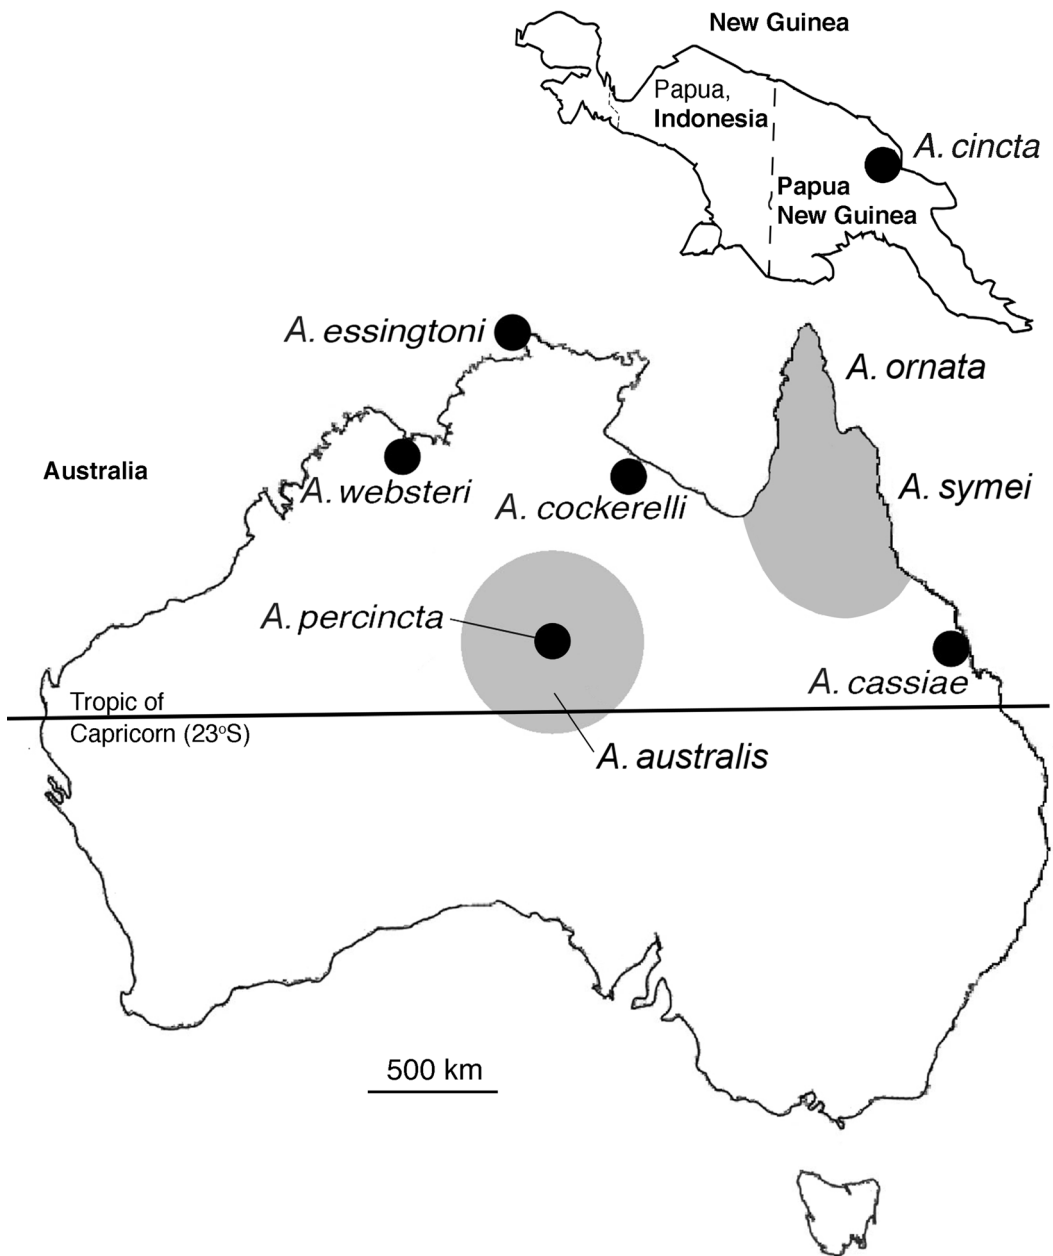 New Guinea
Papua,
Indonesia
A. cincta
Papua
New Guinea
A. essingtoni
A. ornata
Australia
A. websteri
A. cockerelli
A. symei
A. percincta
A. cassiae
Tropic of
Capricorn (23°S)
A. australis
500 km